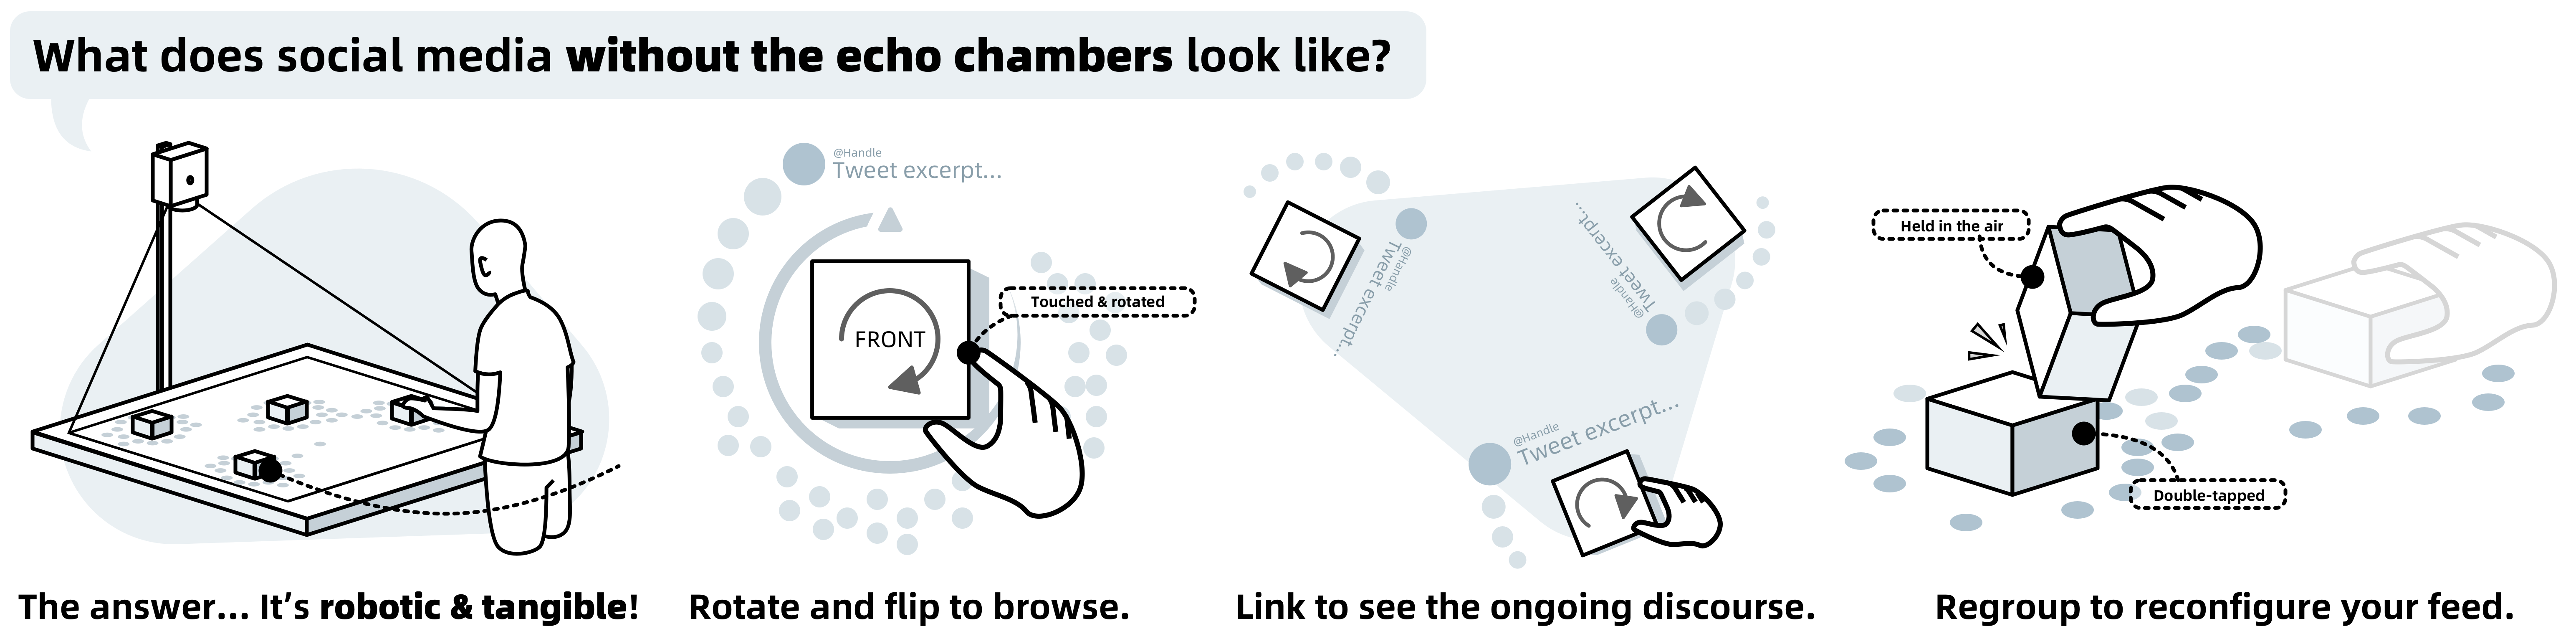 What does social media without the echo chambers look like?
@Handle
Tweet excerpt...
Touched & rotated
FRONT
@Handle
Tweet excerpt...
@Handle
Tweet excerpt...
@Handle
Tweet excerpt...
Held in the air
Double-tapped
The answer... It's robotic & tangible!
Rotate and flip to browse.
Link to see the ongoing discourse.
Regroup to reconfigure your feed.